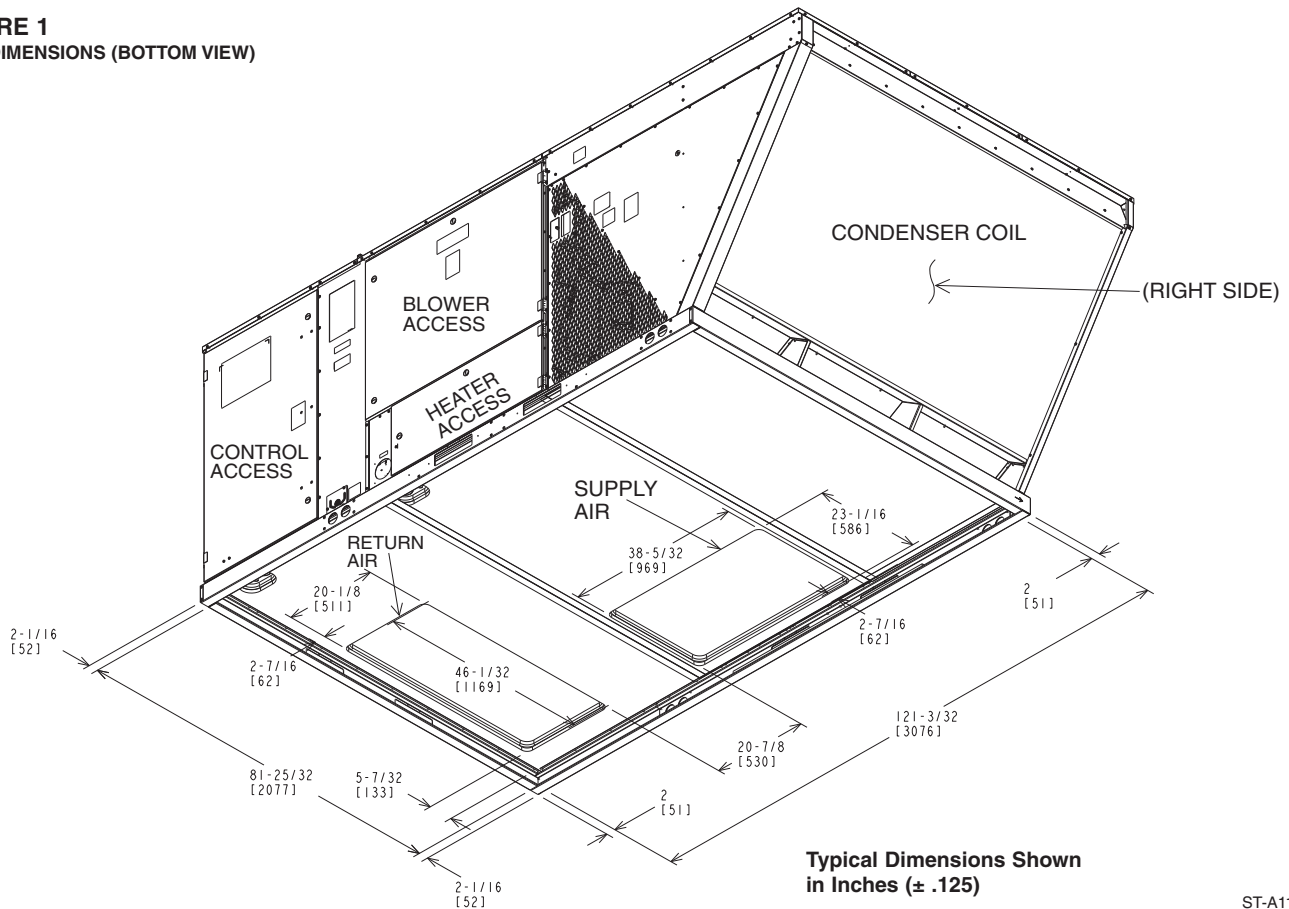 RE 1
DIMENSIONS (BOTTOM VIEW)
CONDENSER COIL
(RIGHT SIDE)
BLOWER
ACCESS
HEATER
ACCESS
CONTROL
ACCESS
SUPPLY
AIR
23-1/16
[586]
38-5/32
[969]
RETURN
AIR
20-1/8
[511]
2
[51]
2-7/16
[62]
2-1/16
[52]
2-7/16
[62]
46-1/32
[1169]
121-3/32
[3076]
20-7/8
[530]
81-25/32
[2077]
5-7/32
[133]
2
[51]
2-1/16
[52]
Typical Dimensions Shown
in Inches (± .125)